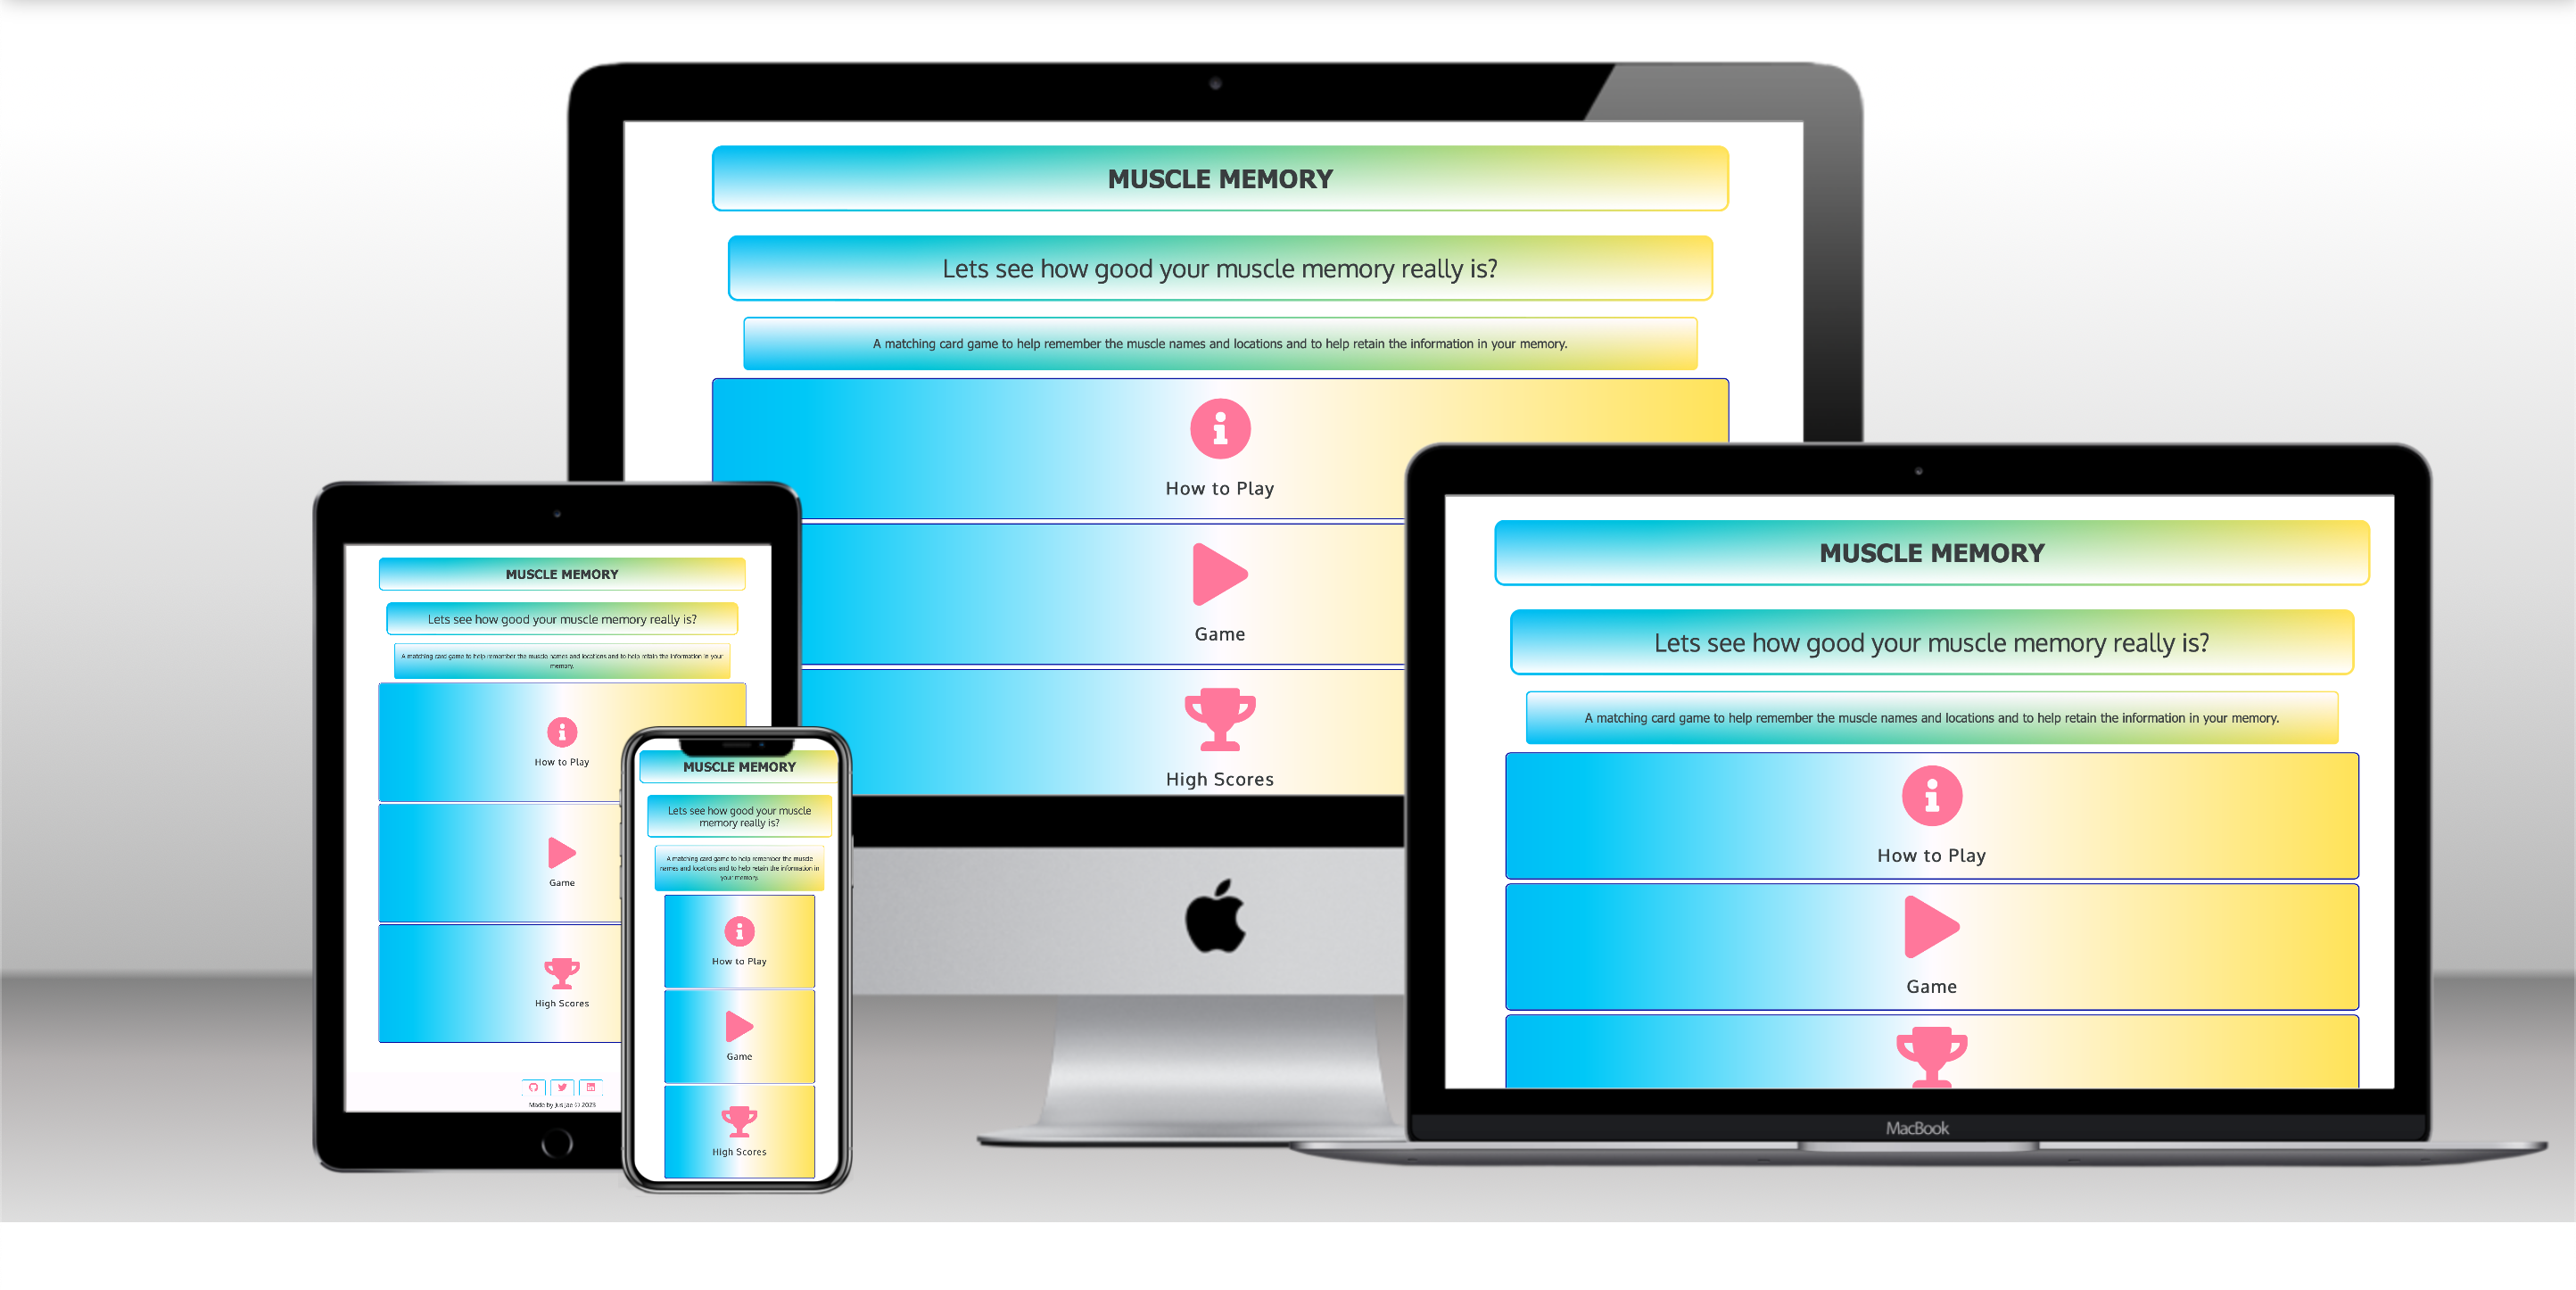 MUSCLE MEMORY
Lets see how good your muscle memory really is?
A matching card game to help remember the muscle names and locations and to help retain the information in your memory.
How to Play
Game
High Scores
MUSCLE MEMORY
Lets see how good your muscle memory really is?
A matching card game to help remember the muscle names and locations and to help retain the information in your memory.
How to Play
Game
MacBook
MUSCLE MEMORY
Lets see how good your muscle memory really is?
A matching card game to help remember the muscle names and locations and to help retain the information in your
memory.
How to Play
Game
High Scores
Made by Jus Jae © 2023
MUSCLE MEMORY
Lets see how good your muscle
memory really is?
A matching card game to help remember the muscle
names and locations and to help retain the information in
your memory.
How to Play
Game
High Scores